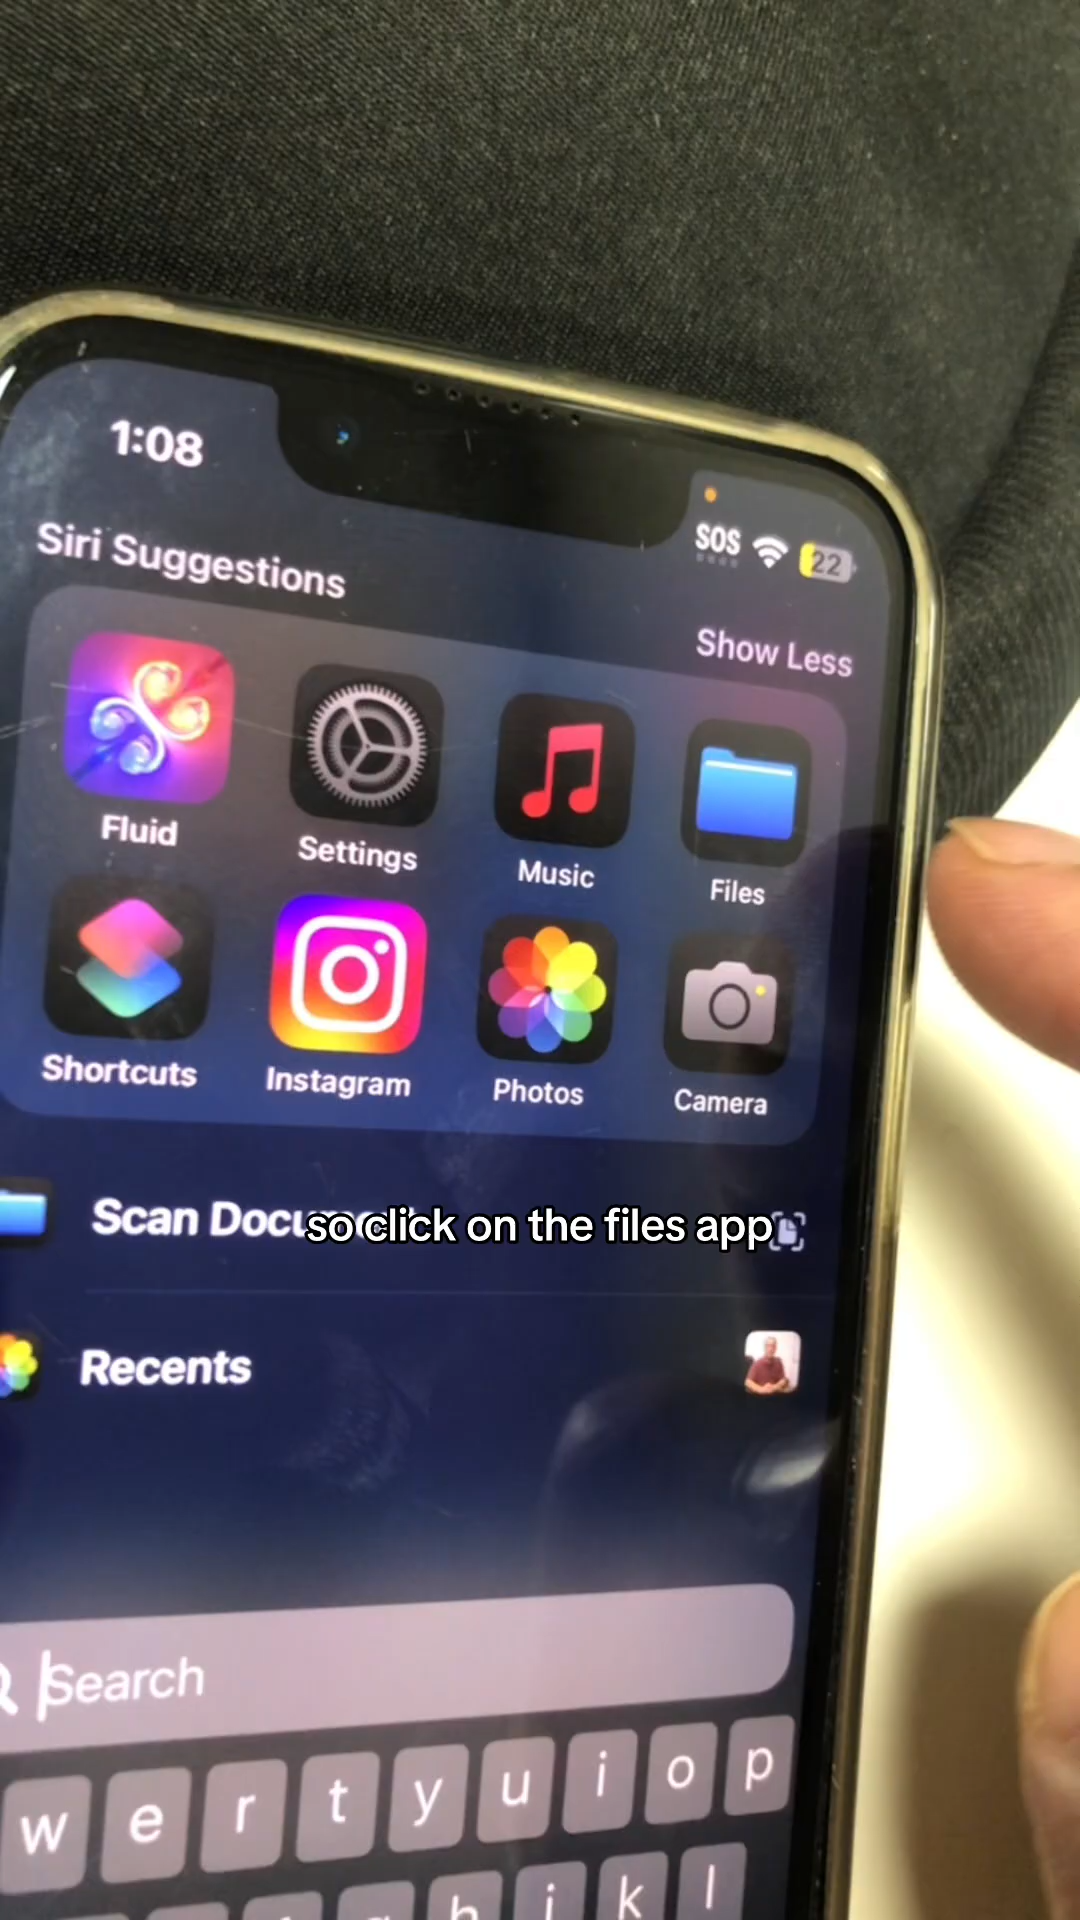 1:08
SOS
22
Siri Suggestions
Show Less
Fluid
Settings
Music
Files
Shortcuts
Instagram
Photos
Camera
Scan
so click on the files app
Recents
Search
w e r t y u i o p
h j k l